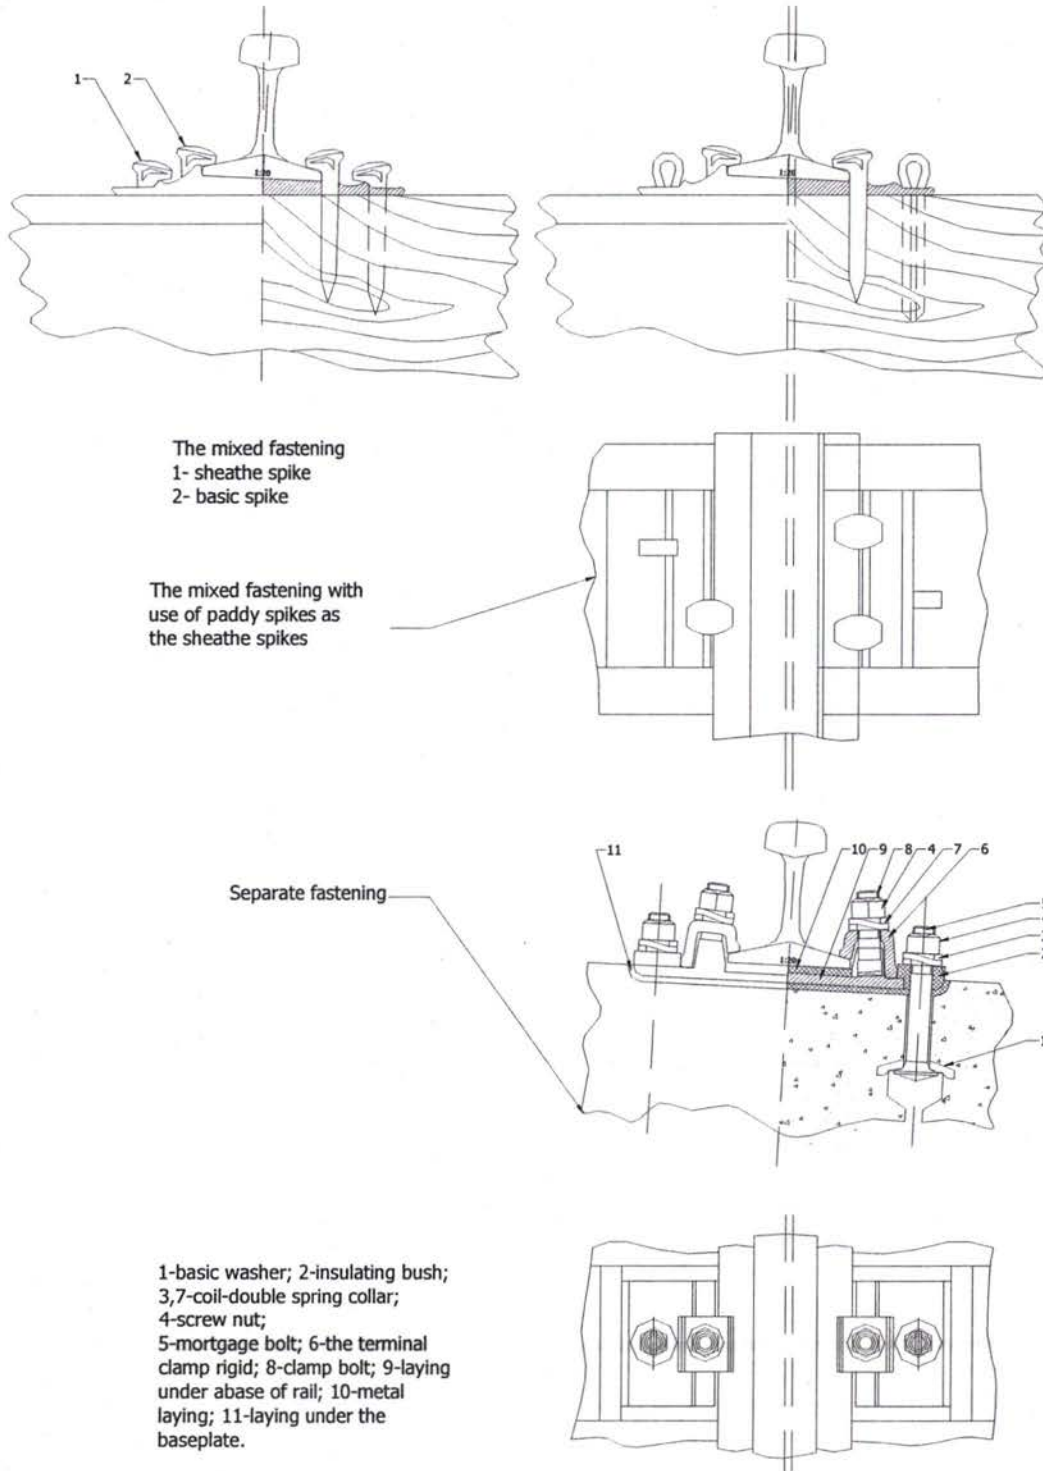 1
2
1:20
1:20
The mixed fastening
1- sheathe spike
2- basic spike
The mixed fastening with
use of paddy spikes as
the sheathe spikes
11
10
9
8
4
7
6
Separate fastening
1:20
1-basic washer; 2-insulating bush;
3,7-coil-double spring collar;
4-screw nut;
5-mortgage bolt; 6-the terminal
clamp rigid; 8-clamp bolt; 9-laying
under abase of rail; 10-metal
laying; 11-laying under the
baseplate.